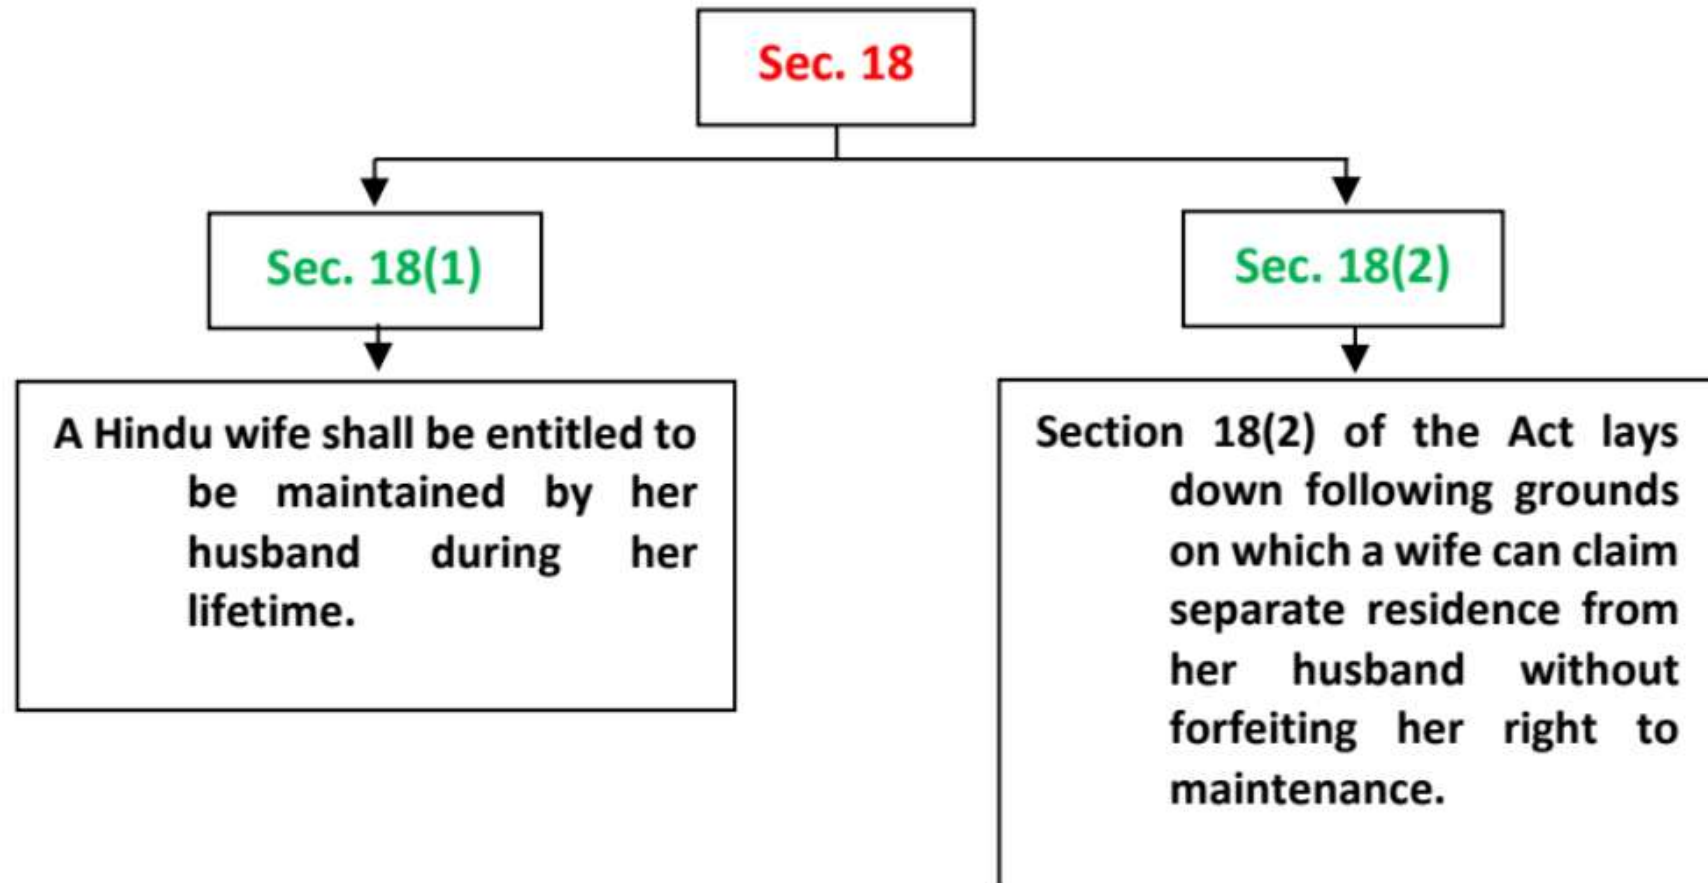 Sec. 18
Sec. 18(1)
Sec. 18(2)
A Hindu wife shall be entitled to
be maintained by her
husband during her
lifetime.
Section 18(2) of the Act lays
down following grounds
on which a wife can claim
separate residence from
her husband without
forfeiting her right to
maintenance.